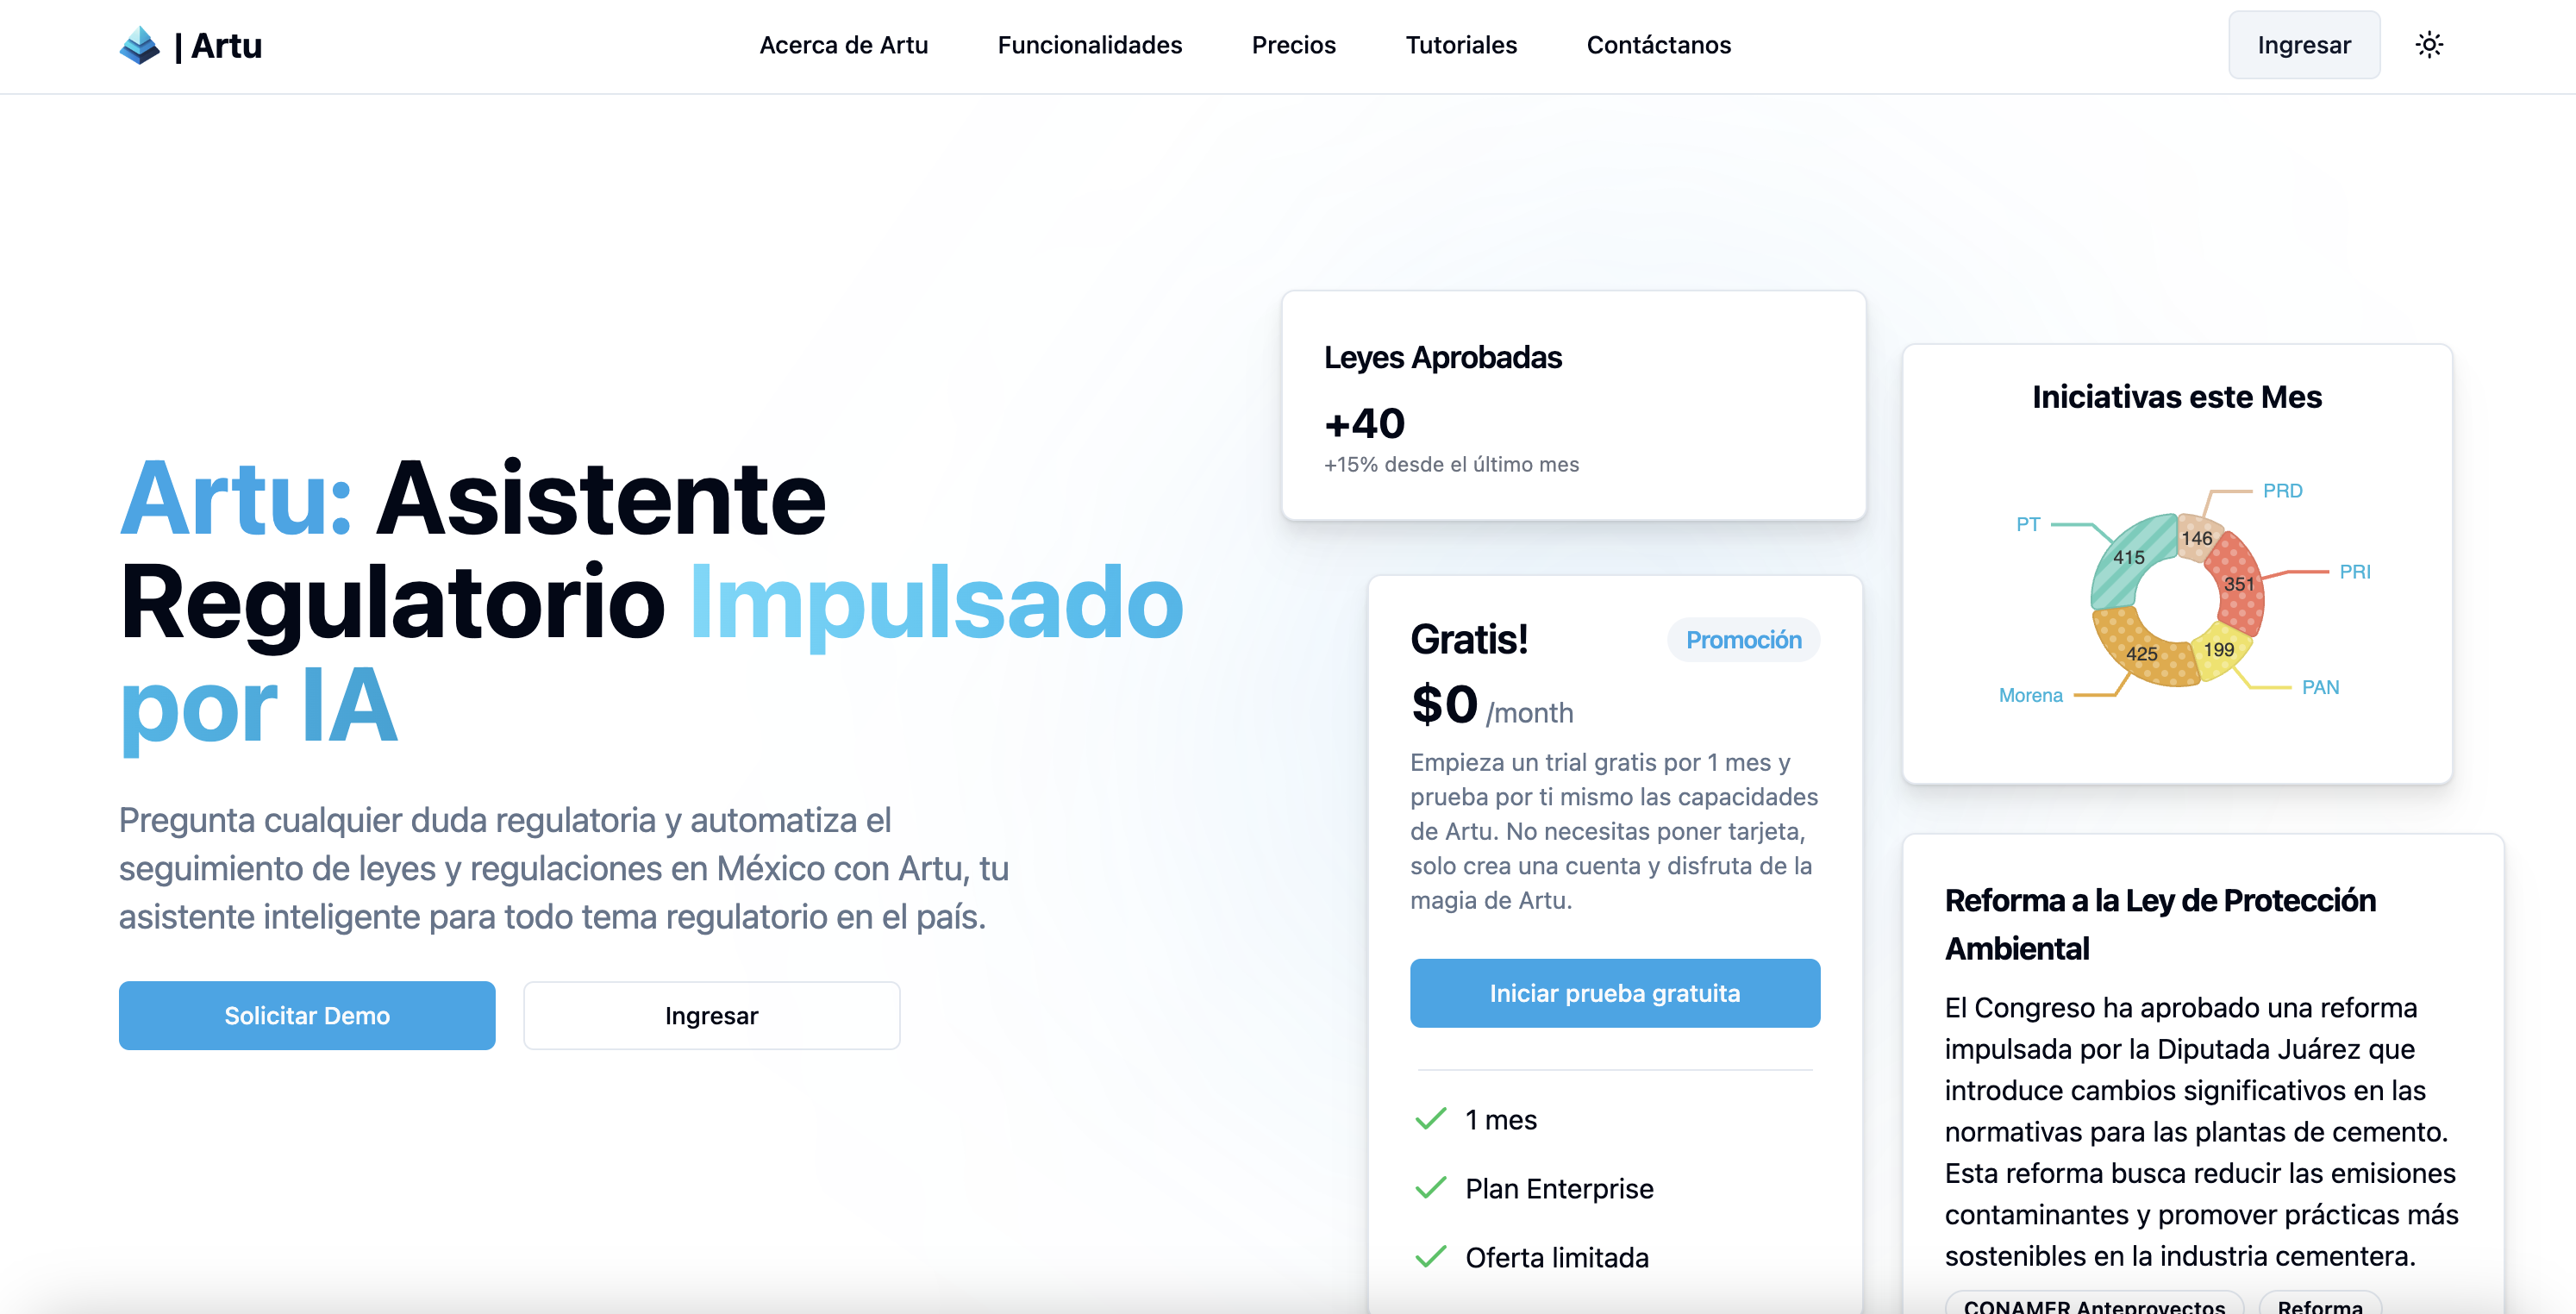 | Artu
Acerca de Artu
Funcionalidades
Precios
Tutoriales
Contáctanos
Ingresar
Artu: Asistente
Regulatorio Impulsado
por IA
Pregunta cualquier duda regulatoria y automatiza el
seguimiento de leyes y regulaciones en México con Artu, tu
asistente inteligente para todo tema regulatorio en el país.
Solicitar Demo
Ingresar
Leyes Aprobadas
+40
+15% desde el último mes
Gratis!
Promoción
$0 /month
Empieza un trial gratis por 1 mes y
prueba por ti mismo las capacidades
de Artu. No necesitas poner tarjeta,
solo crea una cuenta y disfruta de la
magia de Artu.
Iniciar prueba gratuita
1 mes
Plan Enterprise
Oferta limitada
Iniciativas este Mes
PRD
PT
146
415
PRI
351
199
425
PAN
Morena
Reforma a la Ley de Protección
Ambiental
El Congreso ha aprobado una reforma
impulsada por la Diputada Juárez que
introduce cambios significativos en las
normativas para las plantas de cemento.
Esta reforma busca reducir las emisiones
contaminantes y promover prácticas más
sostenibles en la industria cementera.
CONAMER Anteproyectos
Reforma